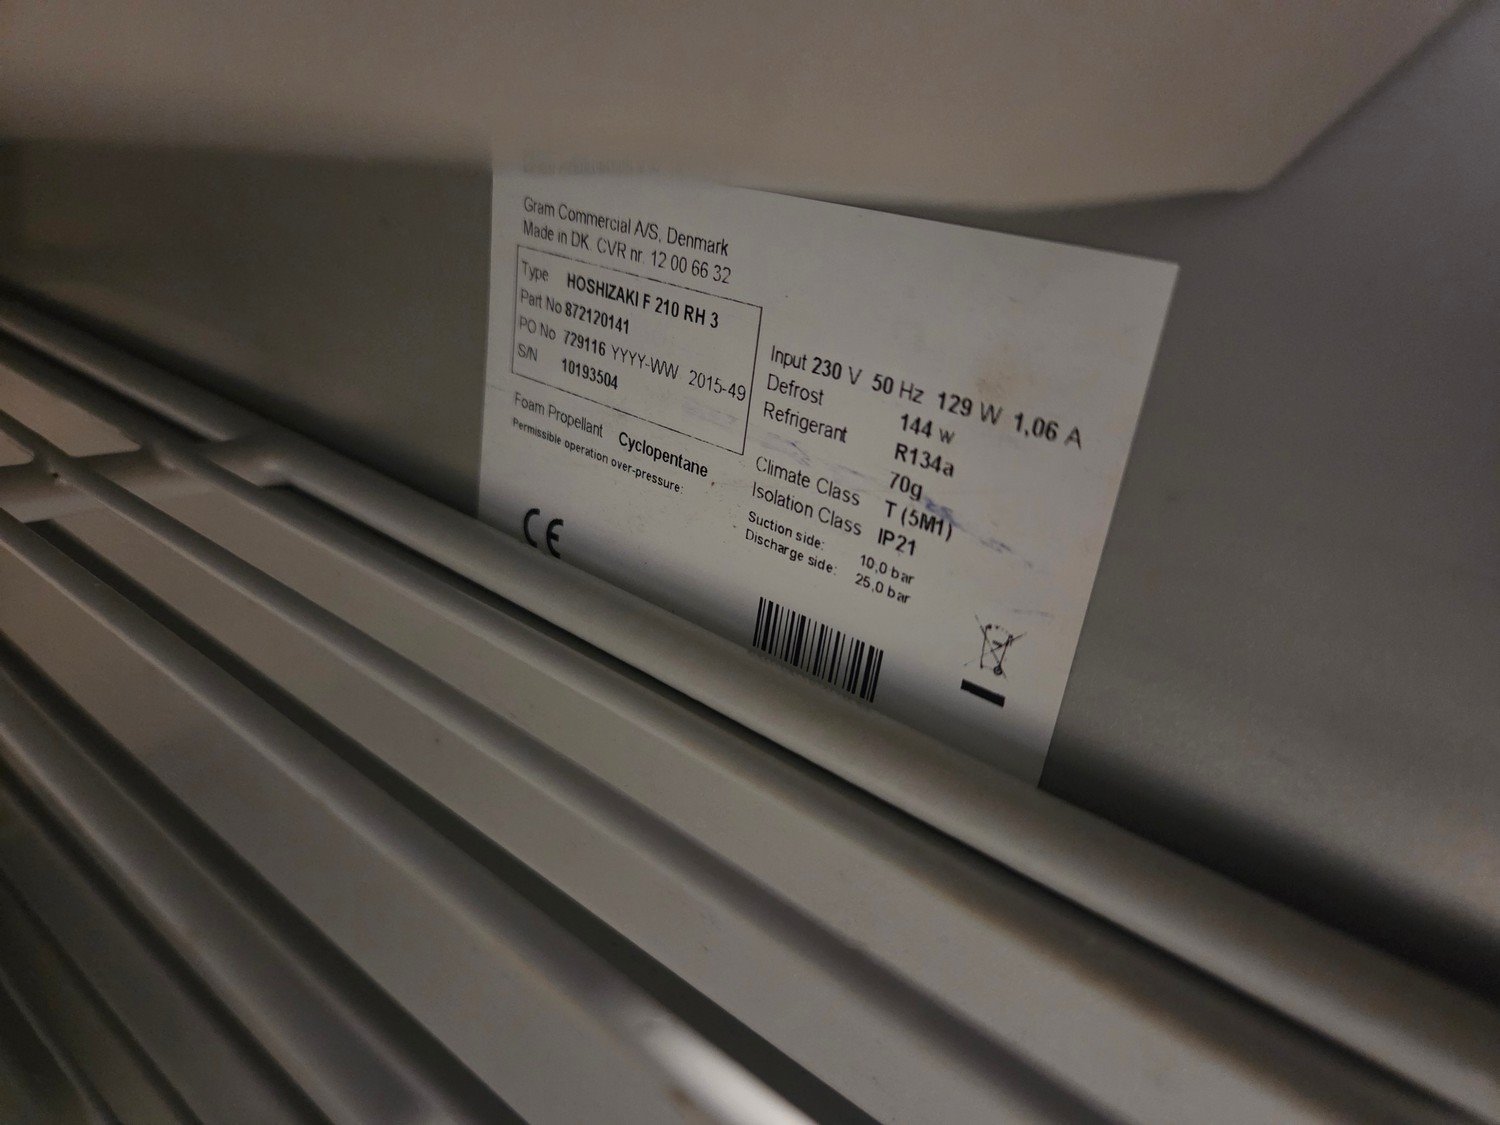 Gram Commercial A/S, Denmark
Made in DK. CVR nr. 12 00 66 32
Type HOSHIZAKI F 210 RH 3
Part No 872120141
PO No 729116 YYYY-WW 2015-49
S/N 10193504
Foam Propellant Cyclopentane
Permissible operation over-pressure:
CE
Input 230 V 50 Hz 129 W 1,06 A
Defrost 144 w
Refrigerant R134a
70g
Climate Class T (5M1)
Isolation Class IP21
Suction side: 10,0 bar
Discharge side: 25,0 bar